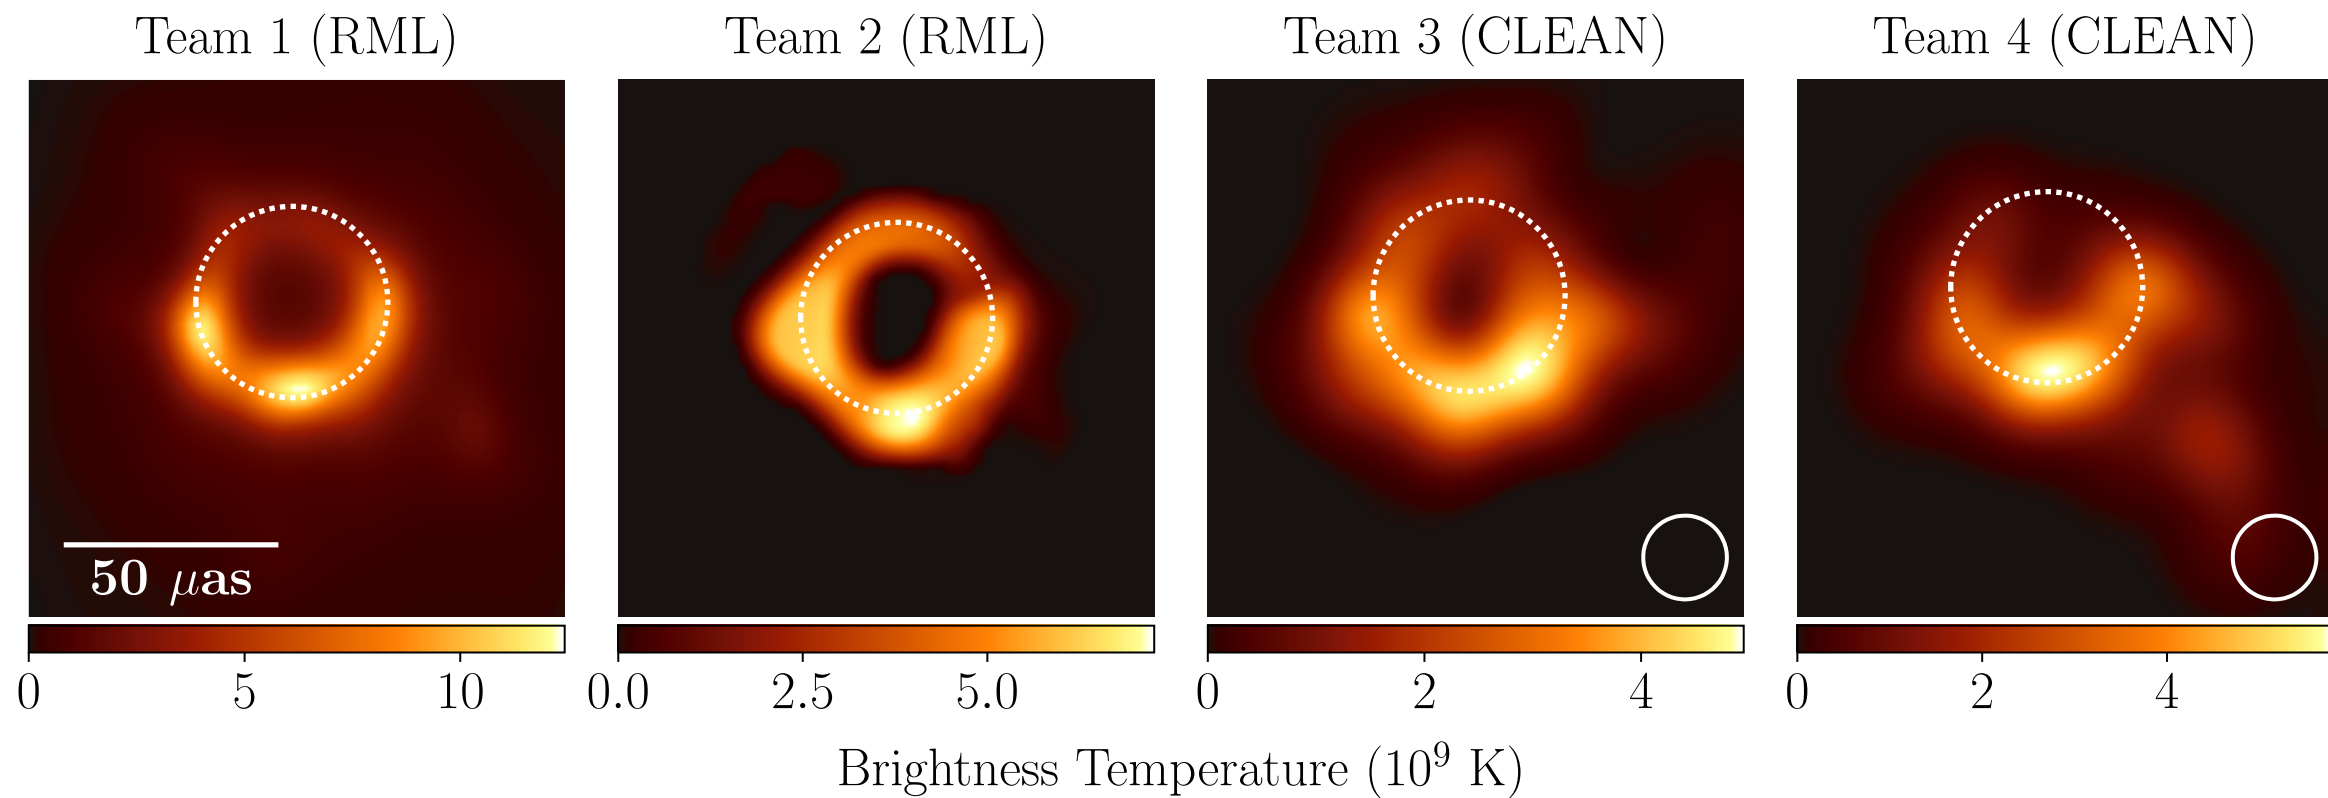 Team 1 (RML)
Team 2 (RML)
Team 3 (CLEAN)
Team 4 (CLEAN)
50 μas
0 5 10
0.0 2.5 5.0
0 2 4
0 2 4
Brightness Temperature (10⁹ K)